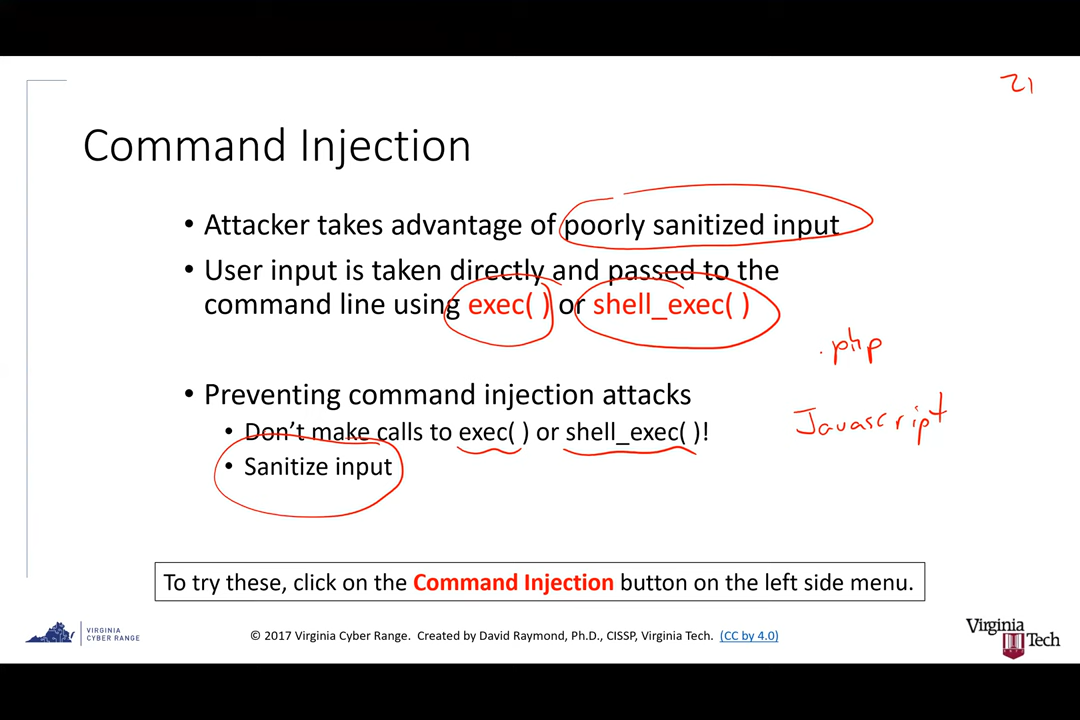 21
Command Injection
• Attacker takes advantage of poorly sanitized input
• User input is taken directly and passed to the
command line using exec( ) or shell_exec( )
.php
• Preventing command injection attacks
Javascript
• Don’t make calls to exec( ) or shell_exec( )!
• Sanitize input
To try these, click on the Command Injection button on the left side menu.
VIRGINIA
CYBER RANGE
© 2017 Virginia Cyber Range. Created by David Raymond, Ph.D., CISSP, Virginia Tech. (CC by 4.0)
Virginia
Tech